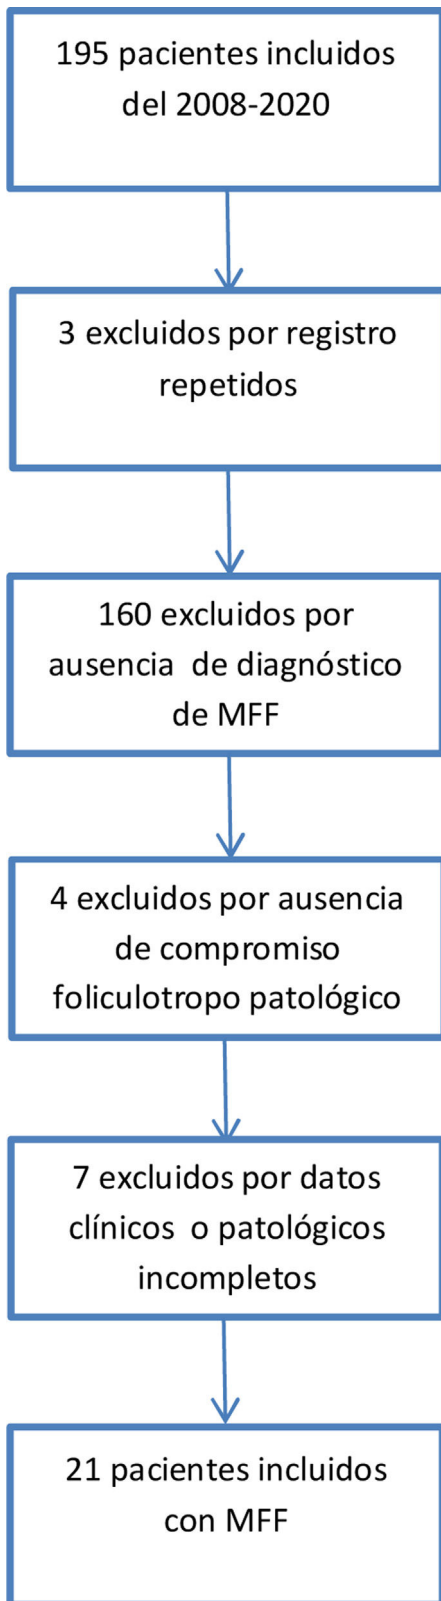 195 pacientes incluidos
del 2008-2020
3 excluidos por registro
repetidos
160 excluidos por
ausencia de diagnóstico
de MFF
4 excluidos por ausencia
de compromiso
foliculotropo patológico
7 excluidos por datos
clínicos o patológicos
incompletos
21 pacientes incluidos
con MFF